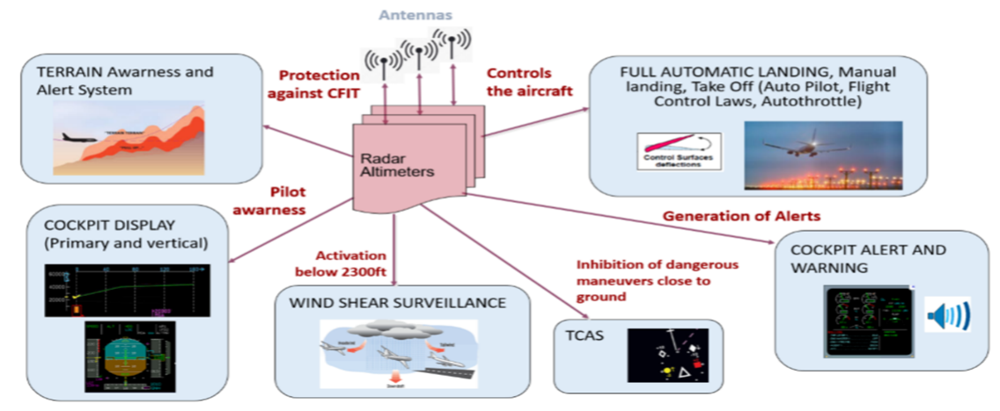 Antennas
TERRAIN Awarness and
Alert System
Protection
against CFIT
Controls
the aircraft
FULL AUTOMATIC LANDING, Manual
landing, Take Off (Auto Pilot, Flight
Control Laws, Autothrottle)
Control Surfaces
deflections
Radar
Altimeters
Pilot
awarness
COCKPIT DISPLAY
(Primary and vertical)
Activation
below 2300ft
WIND SHEAR SURVEILLANCE
Inhibition of dangerous
maneuvers close to
ground
TCAS
Generation of Alerts
COCKPIT ALERT AND
WARNING